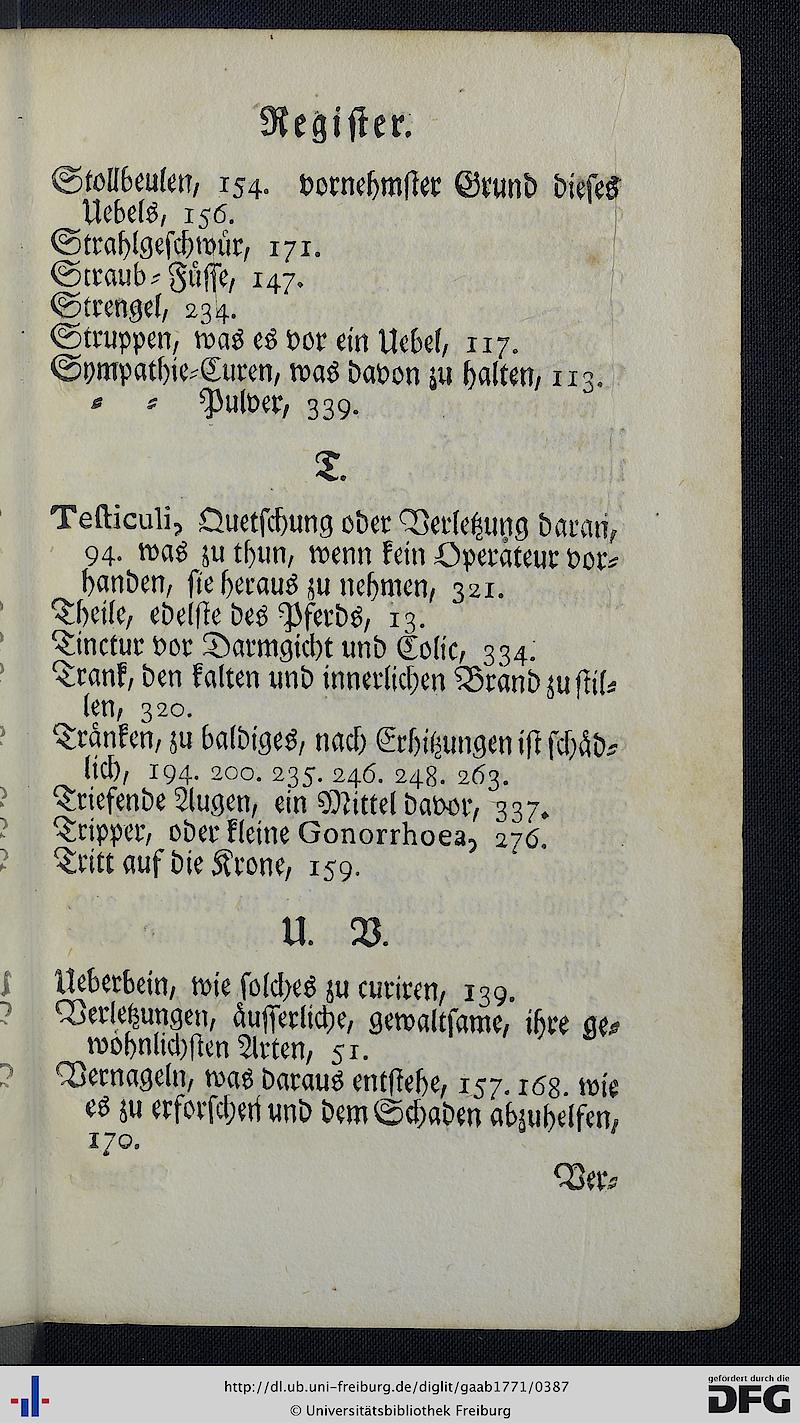 Register.
Stollbeulen, 154. vornehmster Grund dieses
Uebels, 156.
Strahlgeschwür, 171.
Straub-Füsse, 147.
Strengel, 234.
Struppen, was es vor ein Uebel, 117.
Sympathie-Curen, was davon zu halten, 113.
- - Pulver, 339.
T.
Testiculi, Quetschung oder Verletzung daran,
94. was zu thun, wenn kein Operateur vor-
handen, sie heraus zu nehmen, 321.
Theile, edelste des Pferds, 13.
Tinctur vor Darmgicht und Colic, 334.
Trank, den kalten und innerlichen Brand zu stil-
len, 320.
Tränken, zu baldiges, nach Erhitzungen ist schäd-
lich, 194. 200. 235. 246. 248. 263.
Triefende Augen, ein Mittel davor, 337.
Tripper, oder kleine Gonorrhoea, 276.
Tritt auf die Krone, 159.
U. V.
Ueberbein, wie solches zu curiren, 139.
Verletzungen, äusserliche, gewaltsame, ihre ge-
wöhnlichsten Arten, 51.
Vernageln, was daraus entstehe, 157. 168. wie
es zu erforschen und dem Schaden abzuhelfen,
170.
Ver-
http://dl.ub.uni-freiburg.de/diglit/gaab1771/0387
© Universitätsbibliothek Freiburg
gefördert durch die
DFG